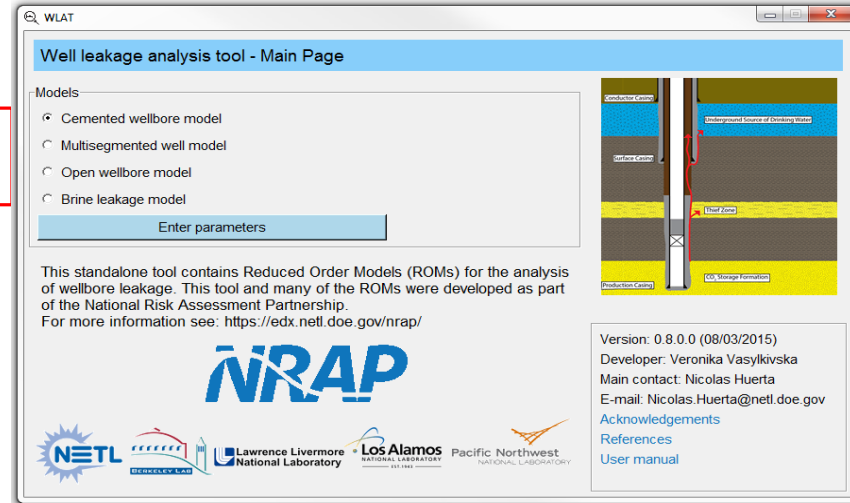 WLAT
Well leakage analysis tool - Main Page
Models
Cemented wellbore model
Multisegmented well model
Open wellbore model
Brine leakage model
Enter parameters
This standalone tool contains Reduced Order Models (ROMs) for the analysis
of wellbore leakage. This tool and many of the ROMs were developed as part
of the National Risk Assessment Partnership.
For more information see: https://edx.netl.doe.gov/nrap/
NRAP
NETL
BERKELEY LAB
Lawrence Livermore
National Laboratory
Los Alamos
NATIONAL LABORATORY
EST. 1943
Pacific Northwest
NATIONAL LABORATORY
Conductor Casing
Underground Source of Drinking Water
Surface Casing
Thief Zone
Production Casing
CO₂ Storage Formation
Version: 0.8.0.0 (08/03/2015)
Developer: Veronika Vasylkivska
Main contact: Nicolas Huerta
E-mail: Nicolas.Huerta@netl.doe.gov
Acknowledgements
References
User manual